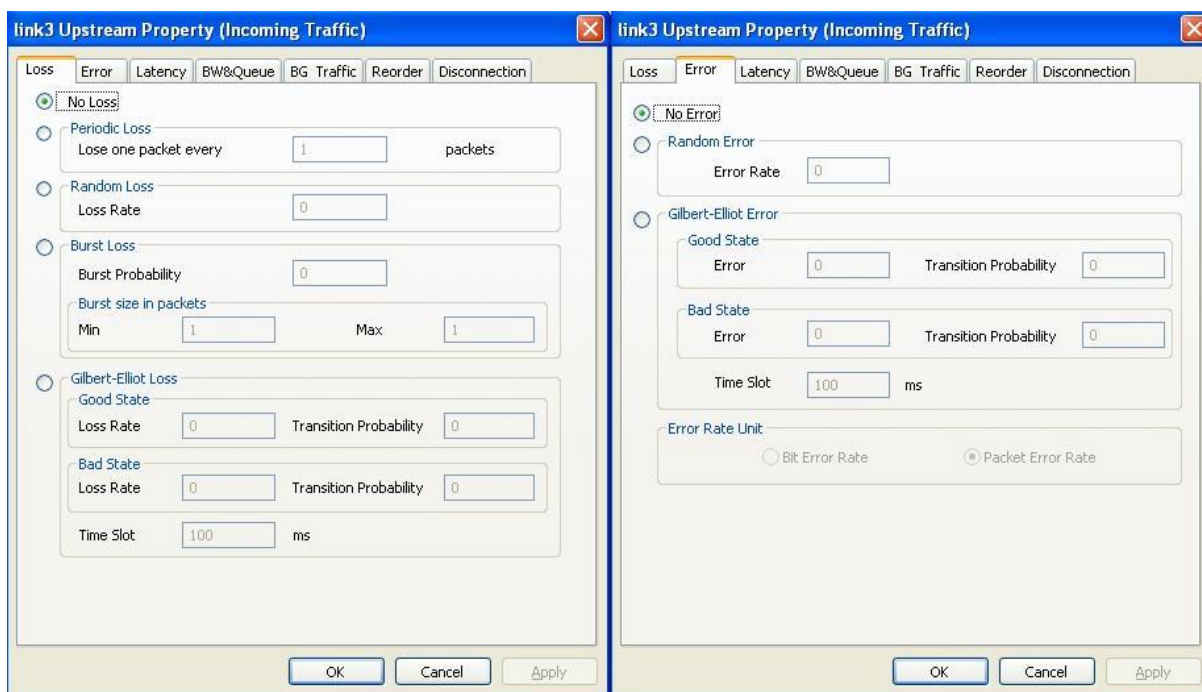 link3 Upstream Property (Incoming Traffic)
Loss Error Latency BW&Queue BG Traffic Reorder Disconnection
No Loss
Periodic Loss
Lose one packet every 1 packets
Random Loss
Loss Rate 0
Burst Loss
Burst Probability 0
Burst size in packets
Min 1 Max 1
Gilbert-Elliot Loss
Good State
Loss Rate 0 Transition Probability 0
Bad State
Loss Rate 0 Transition Probability 0
Time Slot 100 ms
OK Cancel Apply
link3 Upstream Property (Incoming Traffic)
Loss Error Latency BW&Queue BG Traffic Reorder Disconnection
No Error
Random Error
Error Rate 0
Gilbert-Elliot Error
Good State
Error 0 Transition Probability 0
Bad State
Error 0 Transition Probability 0
Time Slot 100 ms
Error Rate Unit
Bit Error Rate Packet Error Rate
OK Cancel Apply